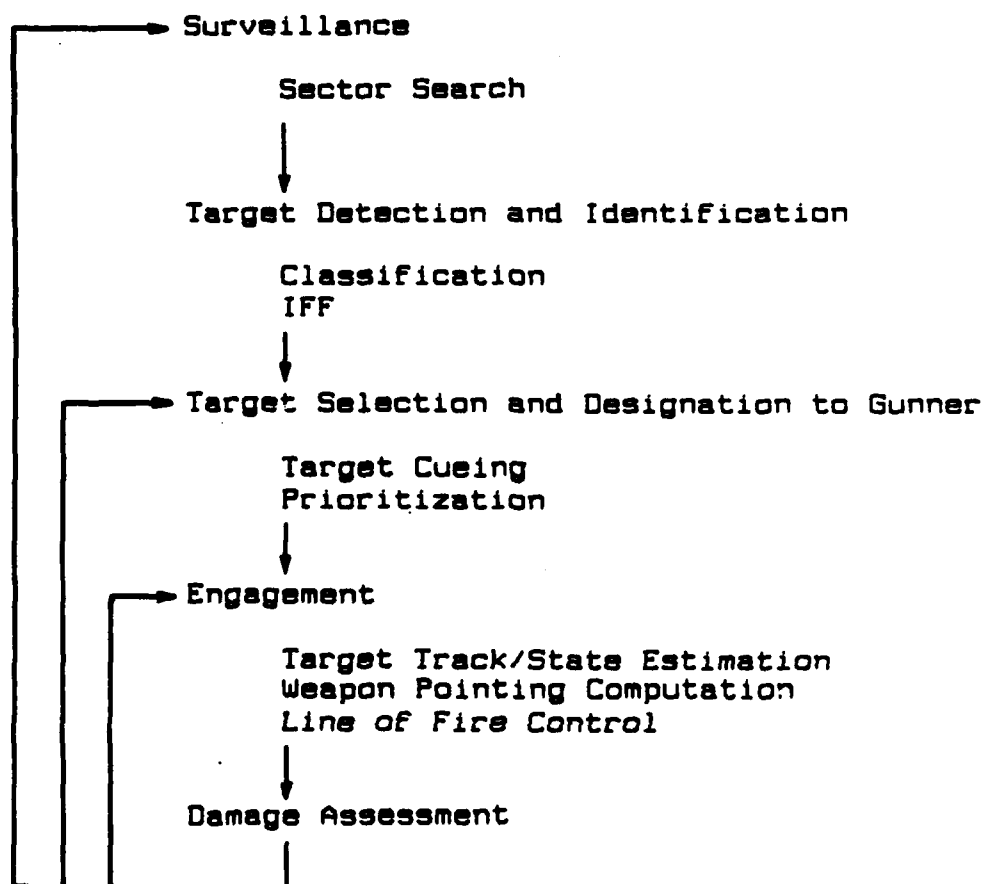 Surveillance
Sector Search
Target Detection and Identification
Classification
IFF
Target Selection and Designation to Gunner
Target Cueing
Prioritization
Engagement
Target Track/State Estimation
Weapon Pointing Computation
Line of Fire Control
Damage Assessment